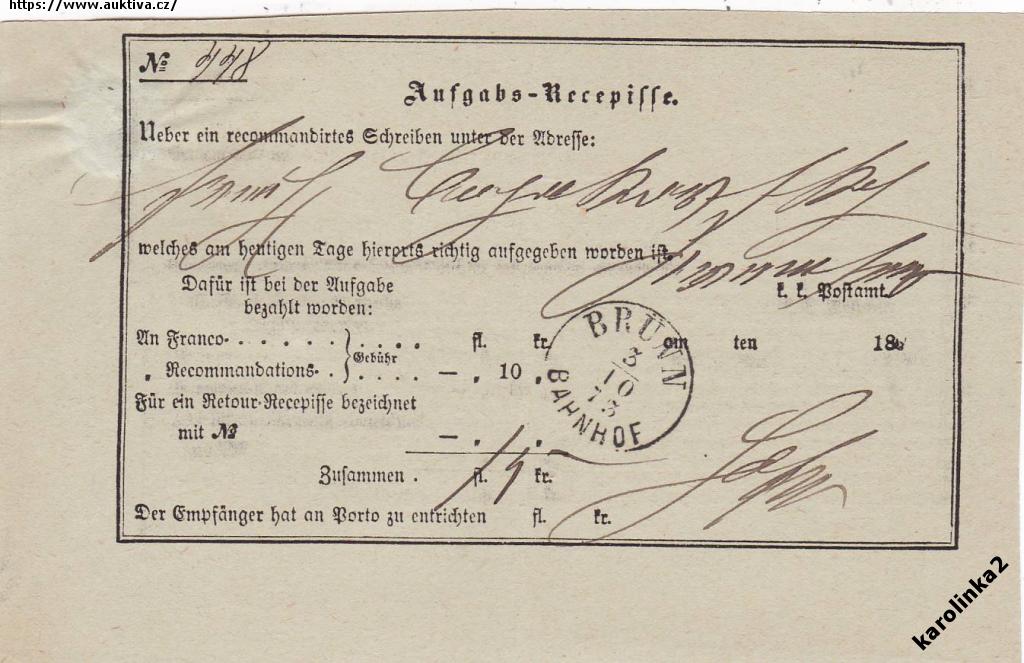 https://www.auktiva.cz/
№ 448
Aufgabs-Recepisse.
Ueber ein recommandirtes Schreiben unter der Adresse:
welches am heutigen Tage hierorts richtig aufgegeben worden ist.
Dafür ist bei der Aufgabe
bezahlt worden:
k. k. Postamt.
An Franco . . . . . . . . . . fl. kr.
om ten 18
„ Recommandations . . Gebühr . . . . — „ 10 „
Für ein Retour-Recepisse bezeichnet
mit № — „ „
BRÜNN
3/10
73
BAHNHOF
Zusammen . fl. kr.
Der Empfänger hat an Porto zu entrichten fl. kr.
karolinka2